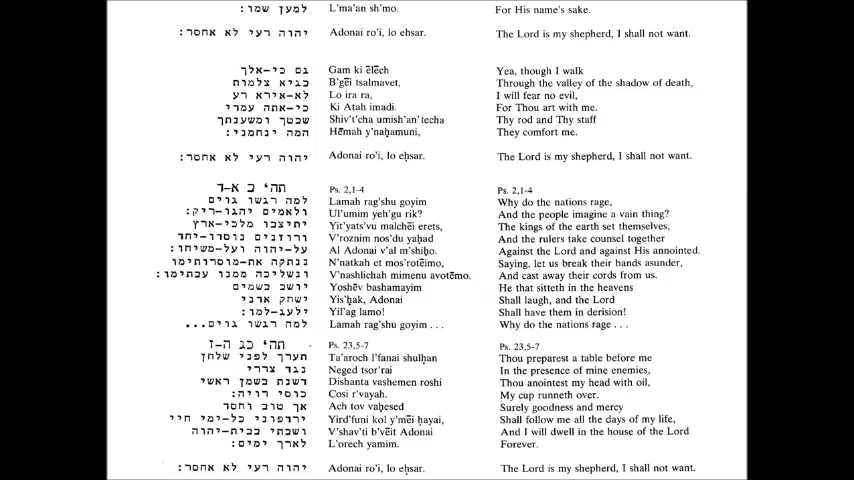 למען שמו: L'ma'an sh'mo. For His name's sake.
יהוה רעי לא אחסר: Adonai ro'i, lo eḥsar. The Lord is my shepherd, I shall not want.
גם כי-אלך Gam ki ēlēch Yea, though I walk
בגיא צלמות B'gēi tsalmavet, Through the valley of the shadow of death,
לא-אירא רע Lo ira ra, I will fear no evil,
כי-אתה עמדי Ki Atah imadi. For Thou art with me.
שבטך ומשענתך Shiv't'cha umish'an'techa Thy rod and Thy staff
המה ינחמני: Hēmah y'naḥamuni, They comfort me.
יהוה רעי לא אחסר: Adonai ro'i, lo eḥsar. The Lord is my shepherd, I shall not want.
תה' ב א-ד Ps. 2,1-4 Ps. 2,1-4
למה רגשו גוים Lamah rag'shu goyim Why do the nations rage,
ולאמים יהגו-ריק: Ul'umim yeh'gu rik? And the people imagine a vain thing?
יתיצבו מלכי-ארץ Yit'yats'vu malchēi erets, The kings of the earth set themselves,
ורוזנים נוסדו-יחד V'roznim nos'du yaḥad And the rulers take counsel together
על-יהוה ועל-משיחו: Al Adonai v'al m'shiḥo. Against the Lord and against His annointed.
ננתקה את-מוסרותימו N'natkah et mos'rotēimo, Saying, let us break their bands asunder,
ונשליכה ממנו עבתימו: V'nashlichah mimenu avotēmo. And cast away their cords from us.
יושב בשמים Yoshēv bashamayim He that sitteth in the heavens
ישחק אדני Yis'ḥak, Adonai Shall laugh, and the Lord
ילעג-למו: Yil'ag lamo! Shall have them in derision!
למה רגשו גוים... Lamah rag'shu goyim . . . Why do the nations rage . . .
תה' כג ה-ז Ps. 23,5-7 Ps. 23,5-7
תערך לפני שלחן Ta'aroch l'fanai shulḥan Thou preparest a table before me
נגד צררי Neged tsor'rai In the presence of mine enemies,
דשנת בשמן ראשי Dishanta vashemen roshi Thou anointest my head with oil,
כוסי רויה: Cosi r'vayah. My cup runneth over.
אך טוב וחסד Ach tov vaḥesed Surely goodness and mercy
ירדפוני כל-ימי חיי Yird'funi kol y'mēi ḥayai, Shall follow me all the days of my life,
ושבתי בבית-יהוה V'shav'ti b'vēit Adonai And I will dwell in the house of the Lord
לארך ימים: L'orech yamim. Forever.
יהוה רעי לא אחסר: Adonai ro'i, lo eḥsar. The Lord is my shepherd, I shall not want.